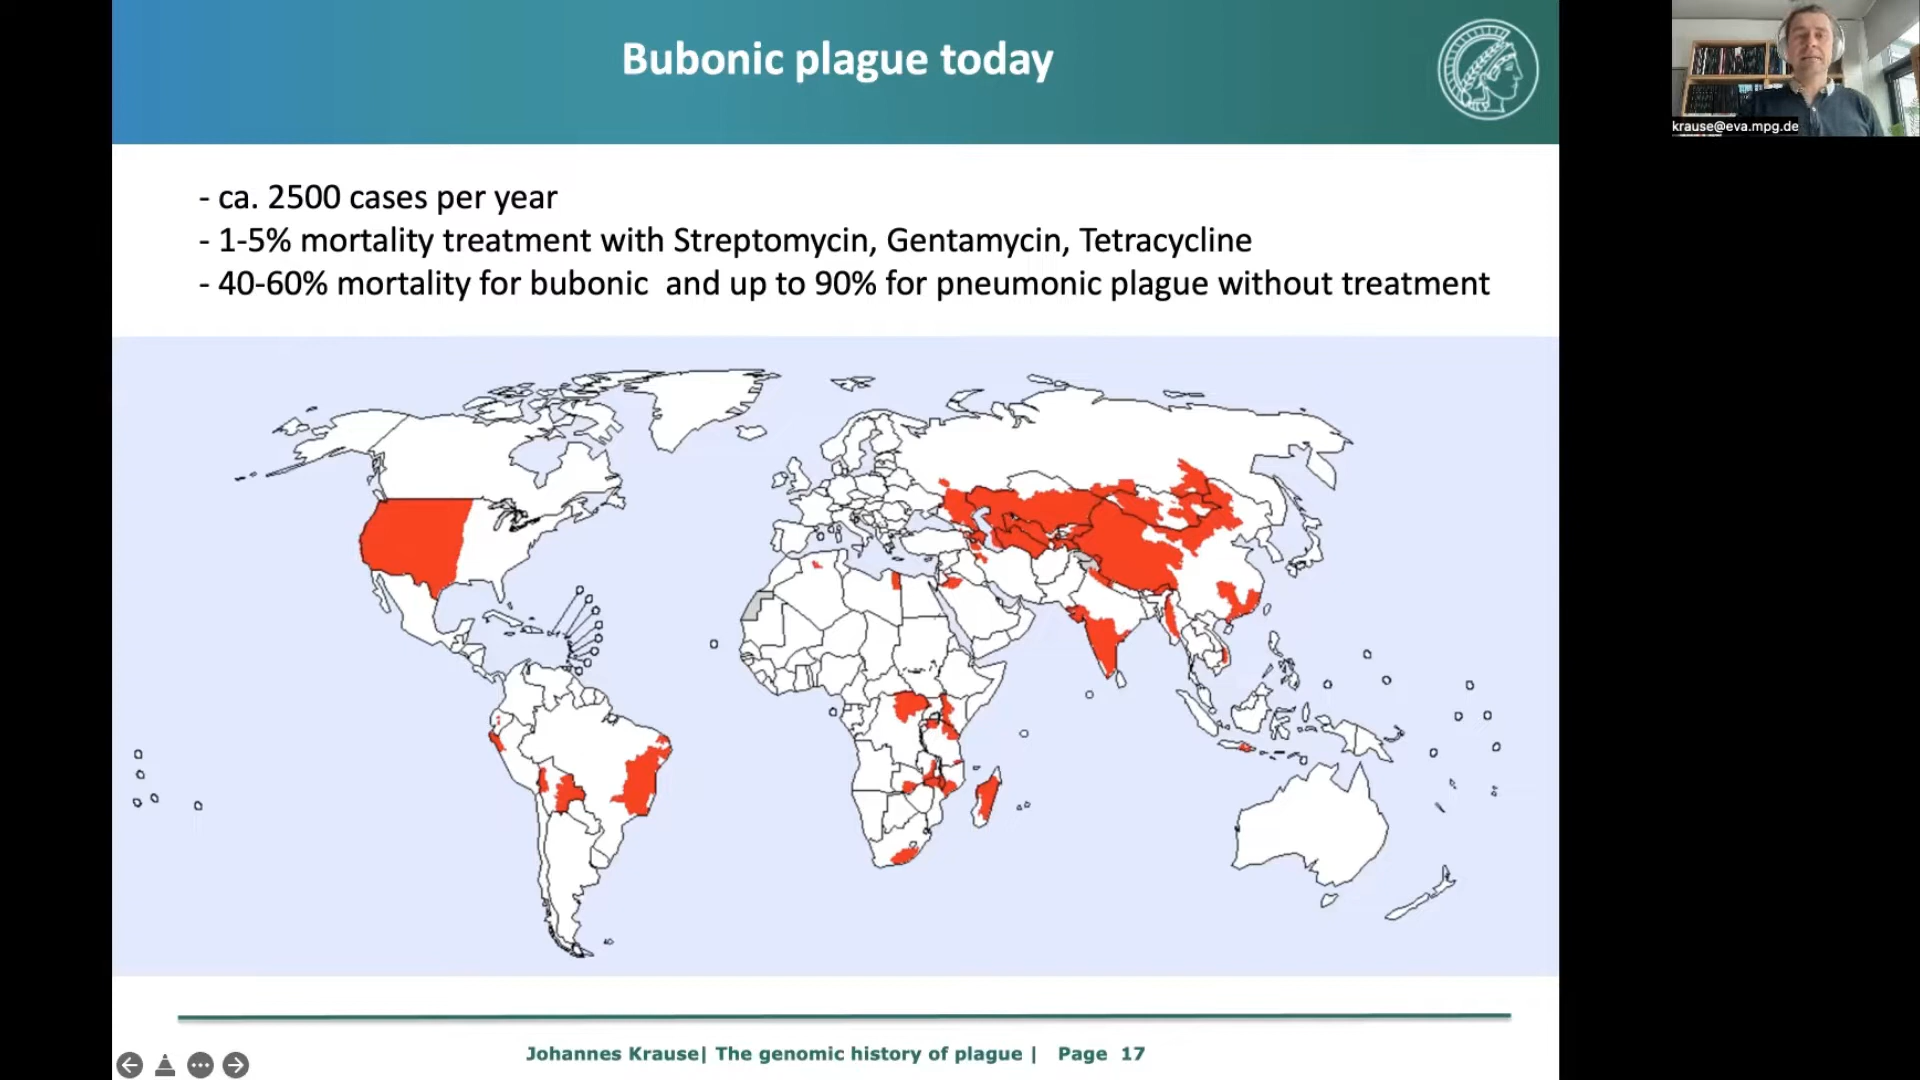 Bubonic plague today
krause@eva.mpg.de
- ca. 2500 cases per year
- 1-5% mortality treatment with Streptomycin, Gentamycin, Tetracycline
- 40-60% mortality for bubonic  and up to 90% for pneumonic plague without treatment
Johannes Krause| The genomic history of plague |   Page  17